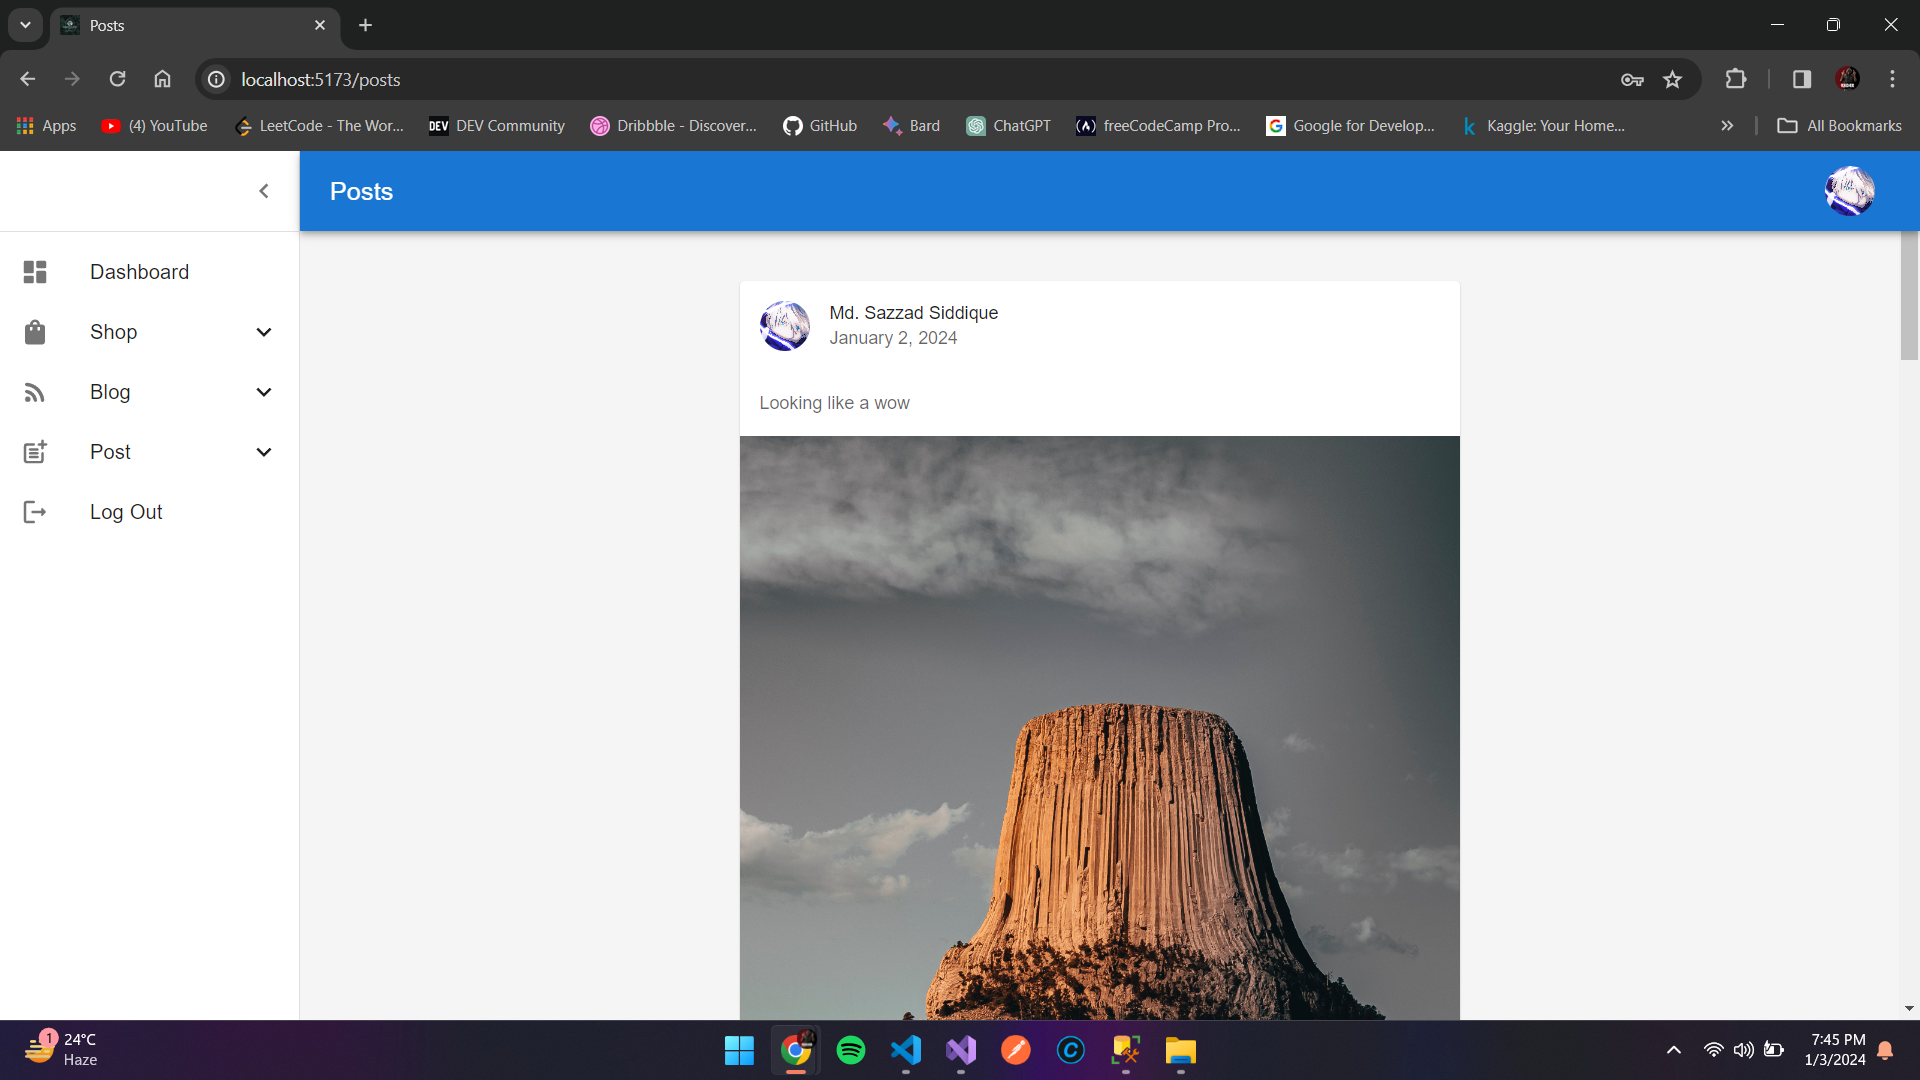 Posts
localhost:5173/posts
Apps
(4) YouTube
LeetCode - The Wor...
DEV
DEV Community
Dribbble - Discover...
GitHub
Bard
ChatGPT
freeCodeCamp Pro...
Google for Develop...
Kaggle: Your Home...
All Bookmarks
Posts
Dashboard
Shop
Blog
Post
Log Out
Md. Sazzad Siddique
January 2, 2024
Looking like a wow
1
24°C
Haze
7:45 PM
1/3/2024